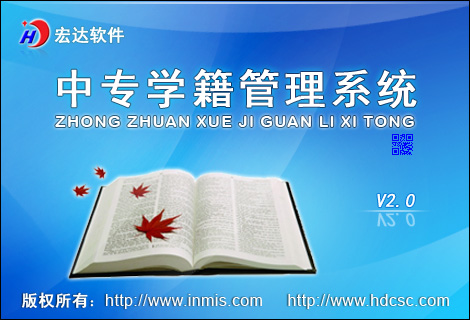 宏达软件
中专学籍管理系统
ZHONG ZHUAN XUE JI GUAN LI XI TONG
V2.0
版权所有：http://www.inmis.com http://www.hdcsc.com